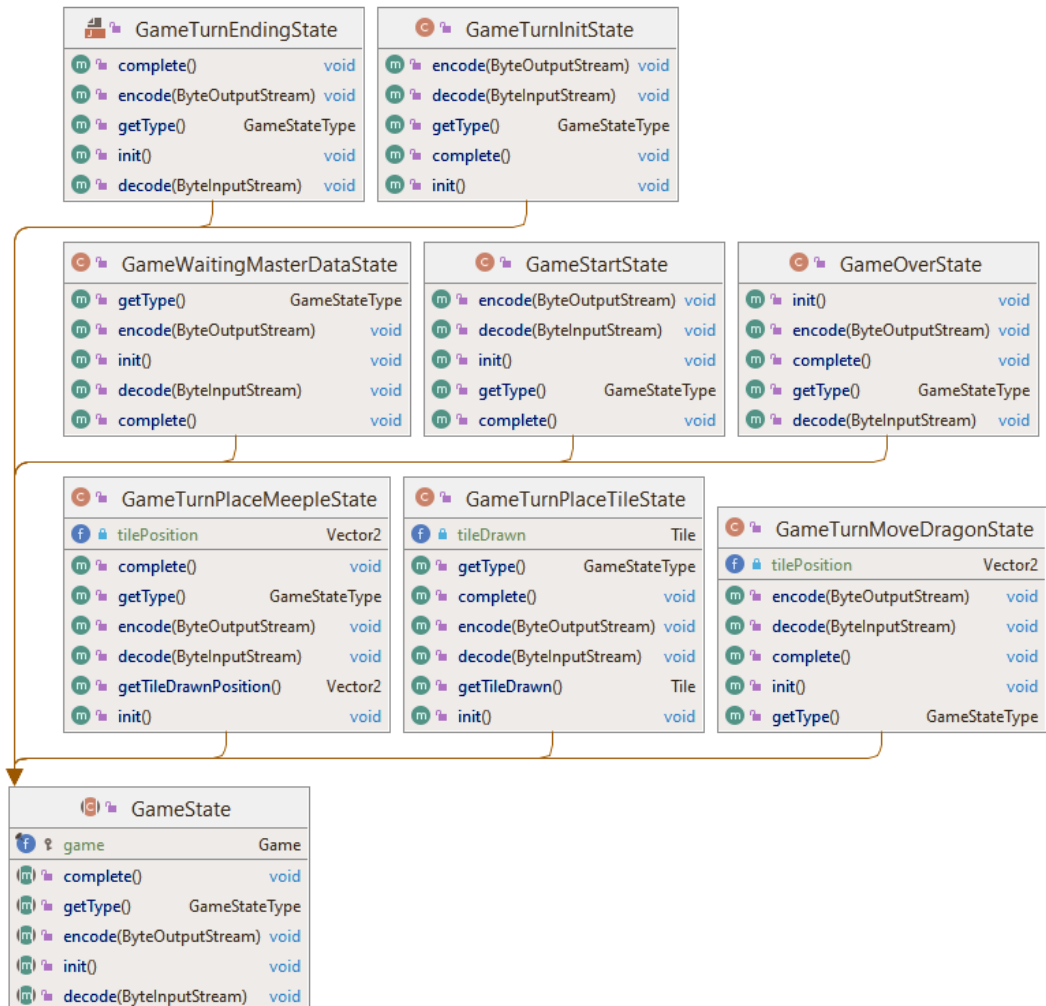 GameTurnEndingState
complete() void
encode(ByteOutputStream) void
getType() GameStateType
init() void
decode(ByteInputStream) void
GameTurnInitState
encode(ByteOutputStream) void
decode(ByteInputStream) void
getType() GameStateType
complete() void
init() void
GameWaitingMasterDataState
getType() GameStateType
encode(ByteOutputStream) void
init() void
decode(ByteInputStream) void
complete() void
GameStartState
encode(ByteOutputStream) void
decode(ByteInputStream) void
init() void
getType() GameStateType
complete() void
GameOverState
init() void
encode(ByteOutputStream) void
complete() void
getType() GameStateType
decode(ByteInputStream) void
GameTurnPlaceMeepleState
tilePosition Vector2
complete() void
getType() GameStateType
encode(ByteOutputStream) void
decode(ByteInputStream) void
getTileDrawnPosition() Vector2
init() void
GameTurnPlaceTileState
tileDrawn Tile
getType() GameStateType
complete() void
encode(ByteOutputStream) void
decode(ByteInputStream) void
getTileDrawn() Tile
init() void
GameTurnMoveDragonState
tilePosition Vector2
encode(ByteOutputStream) void
decode(ByteInputStream) void
complete() void
init() void
getType() GameStateType
GameState
game Game
complete() void
getType() GameStateType
encode(ByteOutputStream) void
init() void
decode(ByteInputStream) void